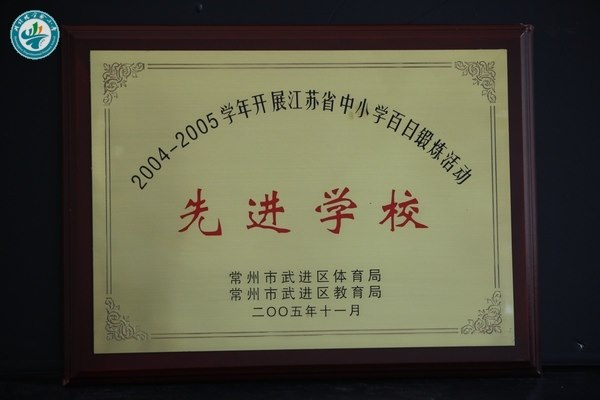 2004-2005学年开展江苏省中小学百日锻炼活动
先进学校
常州市武进区体育局
常州市武进区教育局
二〇〇五年十一月